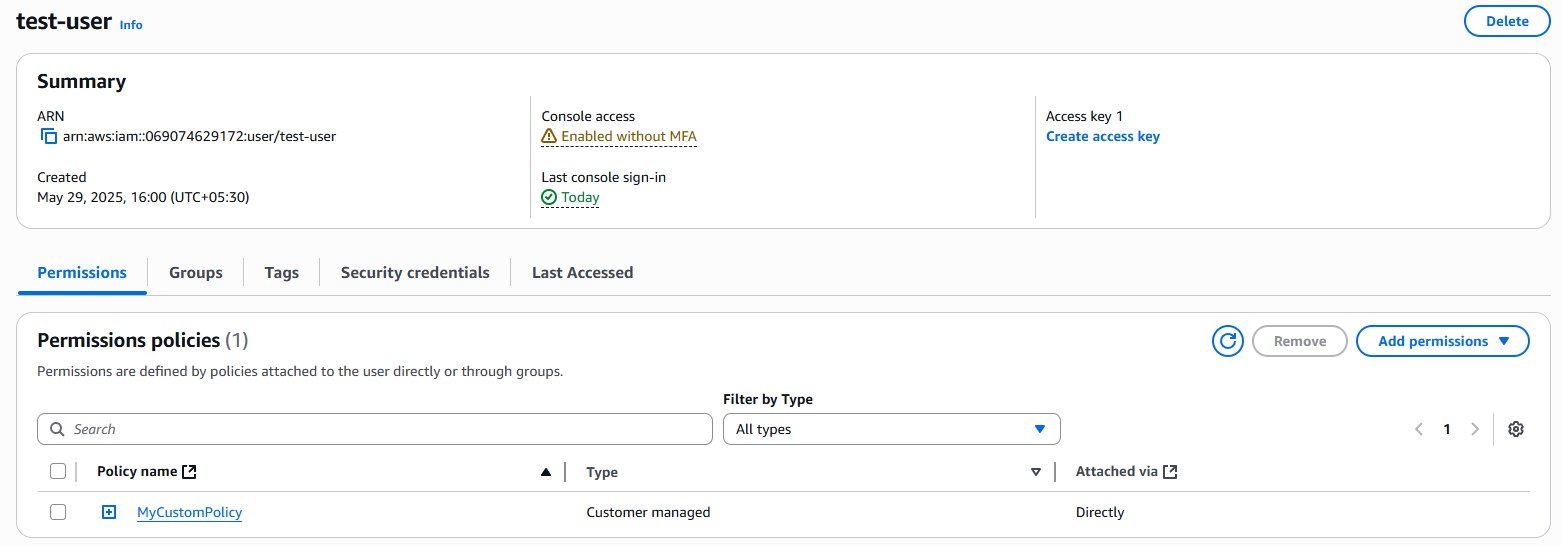 test-user Info Delete
Summary
ARN Console access Access key 1
arn:aws:iam::069074629172:user/test-user Enabled without MFA Create access key
Created Last console sign-in
May 29, 2025, 16:00 (UTC+05:30) Today
Permissions Groups Tags Security credentials Last Accessed
Permissions policies (1) Remove Add permissions
Permissions are defined by policies attached to the user directly or through groups.
Filter by Type
Search All types 1
Policy name Type Attached via
MyCustomPolicy Customer managed Directly